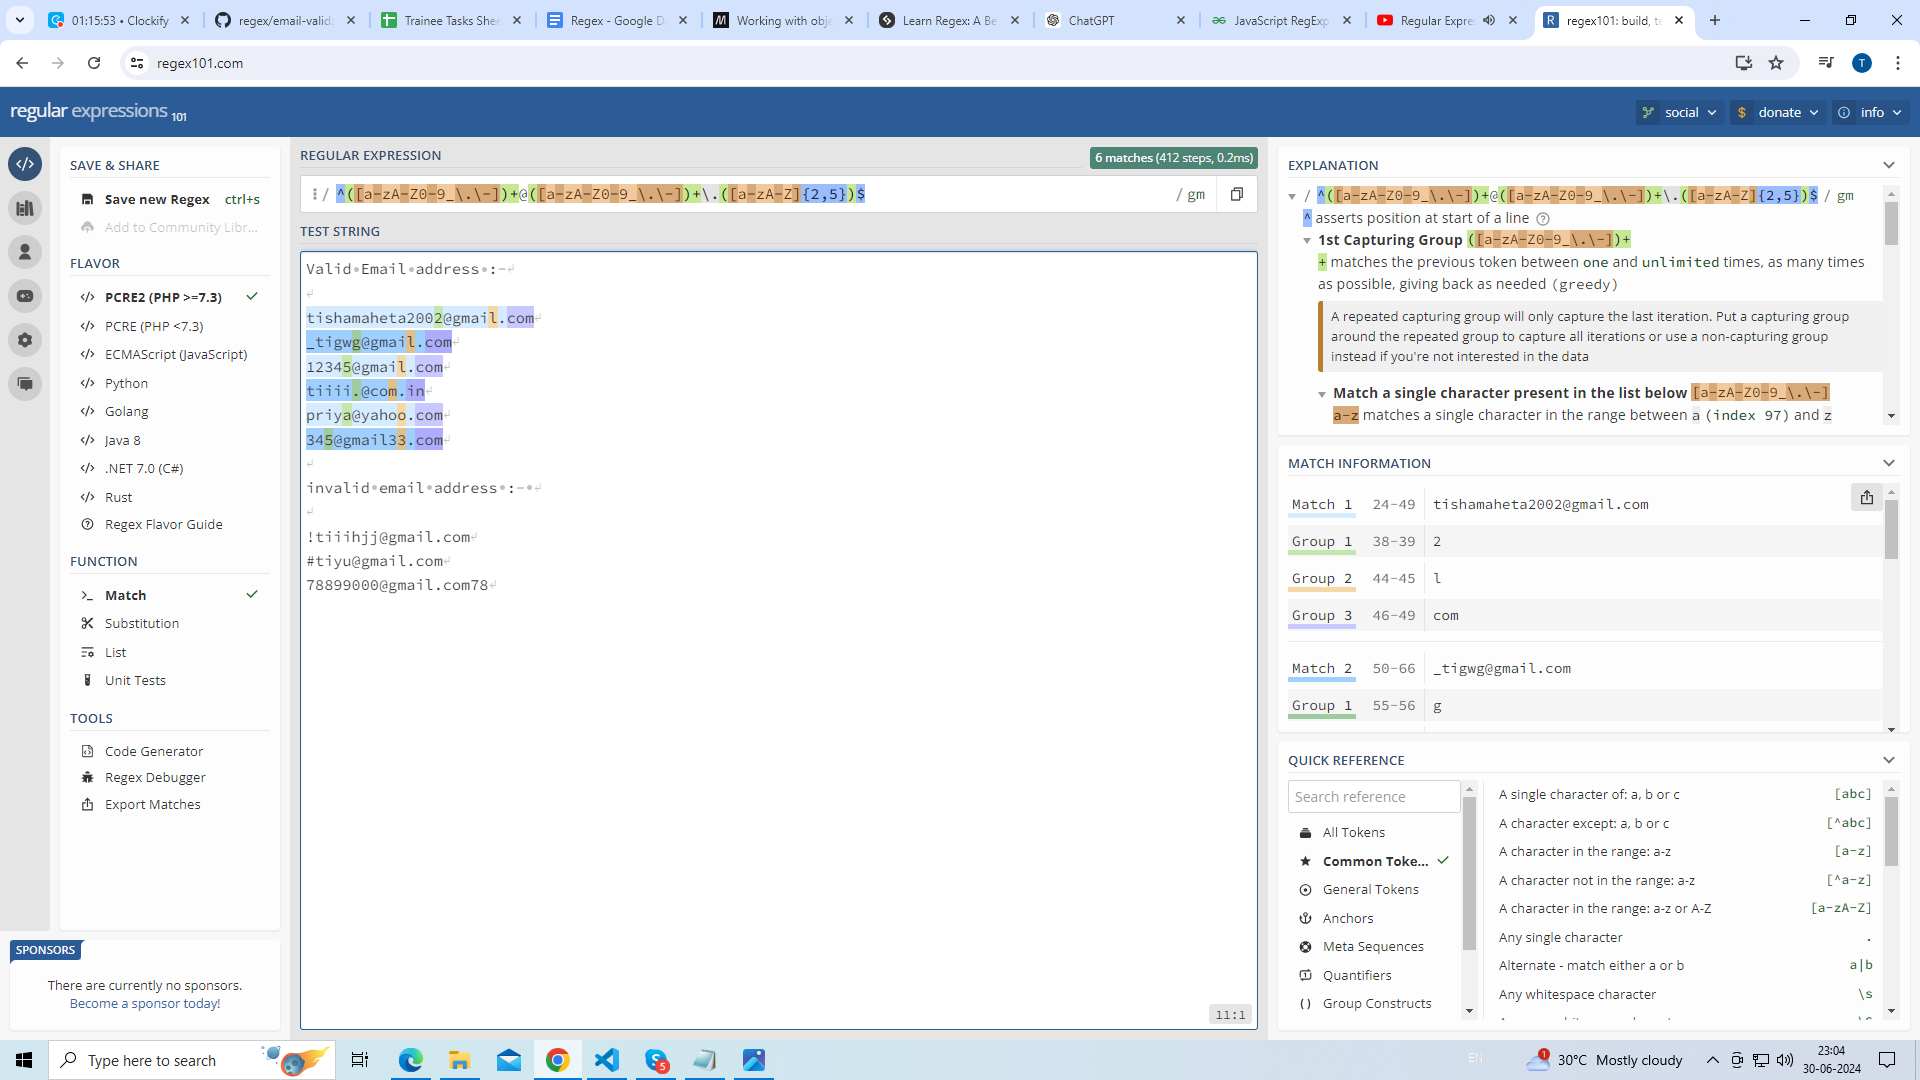 01:15:53 • Clockify
regex/email-valida
Trainee Tasks Shee
Regex - Google D
Working with obje
Learn Regex: A Be
ChatGPT
JavaScript RegExp
Regular Expres
regex101: build, te
regex101.com
T
regular expressions 101
social
donate
info
SAVE & SHARE
Save new Regex ctrl+s
Add to Community Libr...
FLAVOR
PCRE2 (PHP >=7.3)
PCRE (PHP <7.3)
ECMAScript (JavaScript)
Python
Golang
Java 8
.NET 7.0 (C#)
Rust
Regex Flavor Guide
FUNCTION
Match
Substitution
List
Unit Tests
TOOLS
Code Generator
Regex Debugger
Export Matches
SPONSORS
There are currently no sponsors.
Become a sponsor today!
REGULAR EXPRESSION
6 matches (412 steps, 0.2ms)
/ ^([a-zA-Z0-9_\.\-])+@([a-zA-Z0-9_\.\-])+\.([a-zA-Z]{2,5})$ / gm
TEST STRING
Valid•Email•address•:-
tishamaheta2002@gmail.com
_tigwg@gmail.com
12345@gmail.com
tiiii.@com.in
priya@yahoo.com
345@gmail33.com
invalid•email•address•:-•
!tiiihjj@gmail.com
#tiyu@gmail.com
78899000@gmail.com78
11:1
EXPLANATION
/ ^([a-zA-Z0-9_\.\-])+@([a-zA-Z0-9_\.\-])+\.([a-zA-Z]{2,5})$ / gm
^ asserts position at start of a line
1st Capturing Group ([a-zA-Z0-9_\.\-])+
+ matches the previous token between one and unlimited times, as many times
as possible, giving back as needed (greedy)
A repeated capturing group will only capture the last iteration. Put a capturing group
around the repeated group to capture all iterations or use a non-capturing group
instead if you're not interested in the data
Match a single character present in the list below [a-zA-Z0-9_\.\-]
a-z matches a single character in the range between a (index 97) and z
MATCH INFORMATION
Match 1 24-49 tishamaheta2002@gmail.com
Group 1 38-39 2
Group 2 44-45 l
Group 3 46-49 com
Match 2 50-66 _tigwg@gmail.com
Group 1 55-56 g
QUICK REFERENCE
Search reference
All Tokens
Common Toke...
General Tokens
Anchors
Meta Sequences
Quantifiers
Group Constructs
A single character of: a, b or c [abc]
A character except: a, b or c [^abc]
A character in the range: a-z [a-z]
A character not in the range: a-z [^a-z]
A character in the range: a-z or A-Z [a-zA-Z]
Any single character .
Alternate - match either a or b a|b
Any whitespace character \s
Type here to search
5
EN
1
30°C Mostly cloudy
23:04
30-06-2024